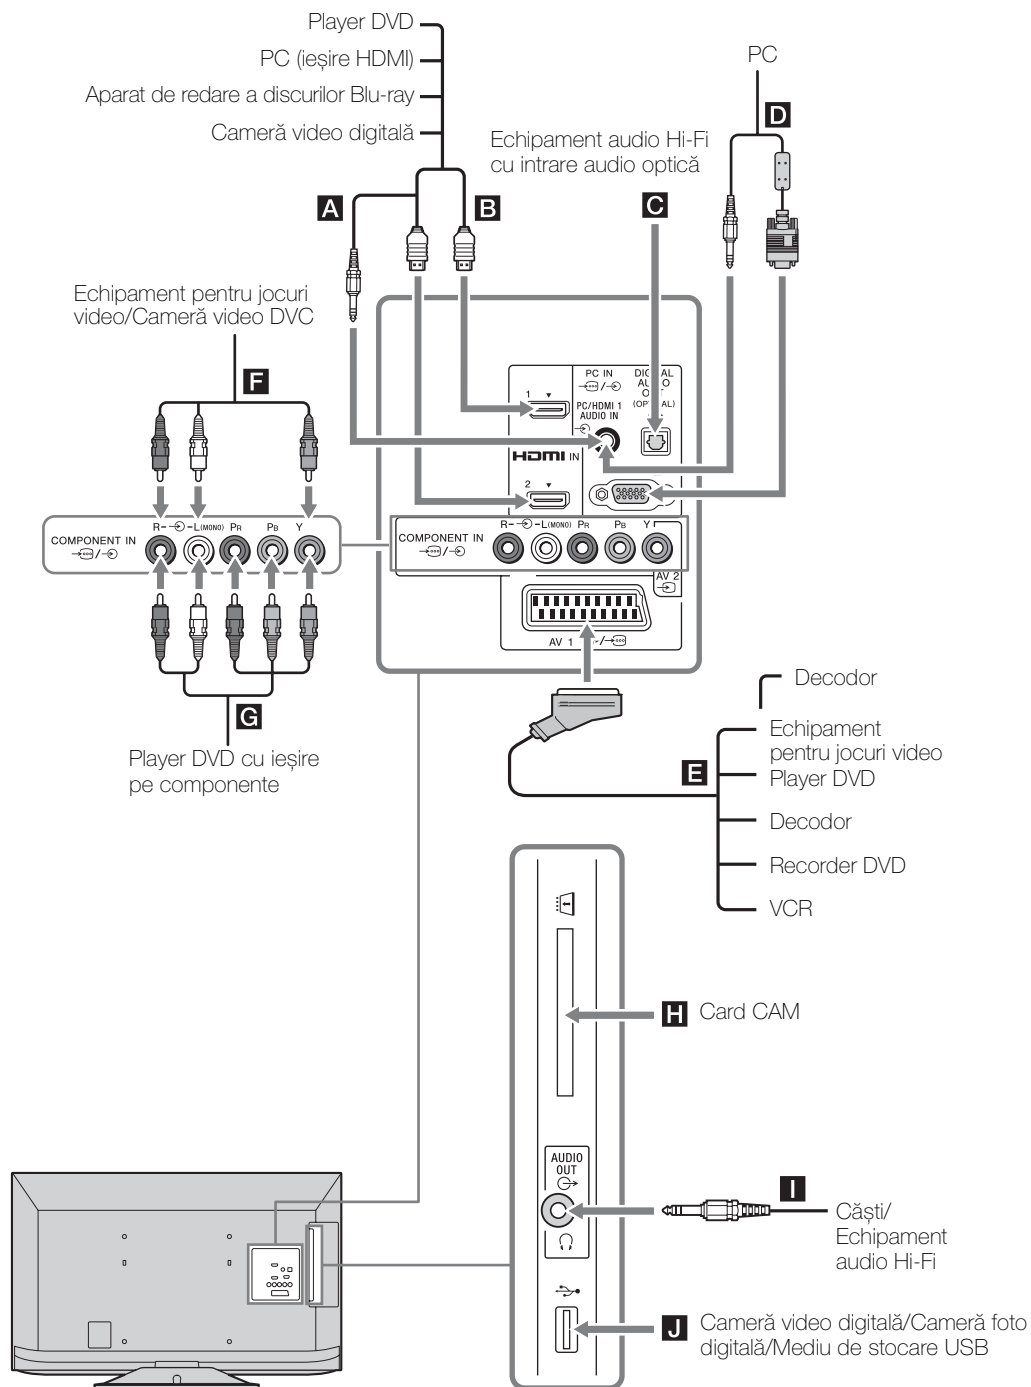 Player DVD
PC (ieșire HDMI)
Aparat de redare a discurilor Blu-ray
Cameră video digitală
PC
D
Echipament audio Hi-Fi
cu intrare audio optică
A
B
C
Echipament pentru jocuri
video/Cameră video DVC
F
PC IN
PC/HDMI 1
AUDIO IN
DIGITAL
AUDIO
OUT
(OPTICAL)
1
HDMI IN
2
R- -L(MONO) PR PB Y
COMPONENT IN
R- -L(MONO) PR PB Y
COMPONENT IN
AV 2
AV 1
G
Player DVD cu ieșire
pe componente
E
Decodor
Echipament
pentru jocuri video
Player DVD
Decodor
Recorder DVD
VCR
H Card CAM
AUDIO
OUT
I
Căști/
Echipament
audio Hi-Fi
J Cameră video digitală/Cameră foto
digitală/Mediu de stocare USB